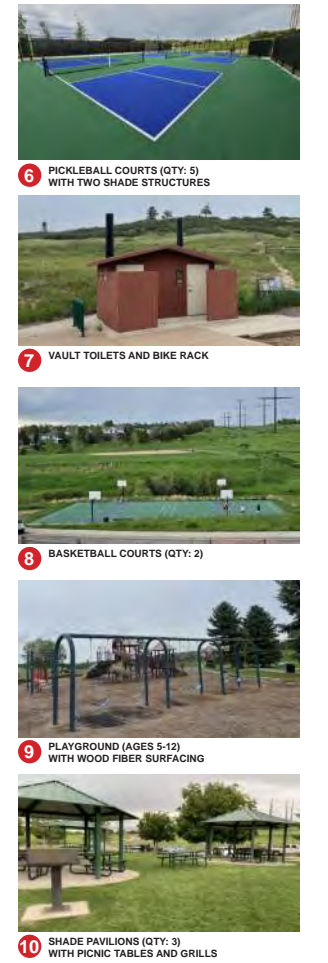 6 PICKLEBALL COURTS (QTY: 5)
WITH TWO SHADE STRUCTURES
7 VAULT TOILETS AND BIKE RACK
8 BASKETBALL COURTS (QTY: 2)
9 PLAYGROUND (AGES 5-12)
WITH WOOD FIBER SURFACING
10 SHADE PAVILIONS (QTY: 3)
WITH PICNIC TABLES AND GRILLS